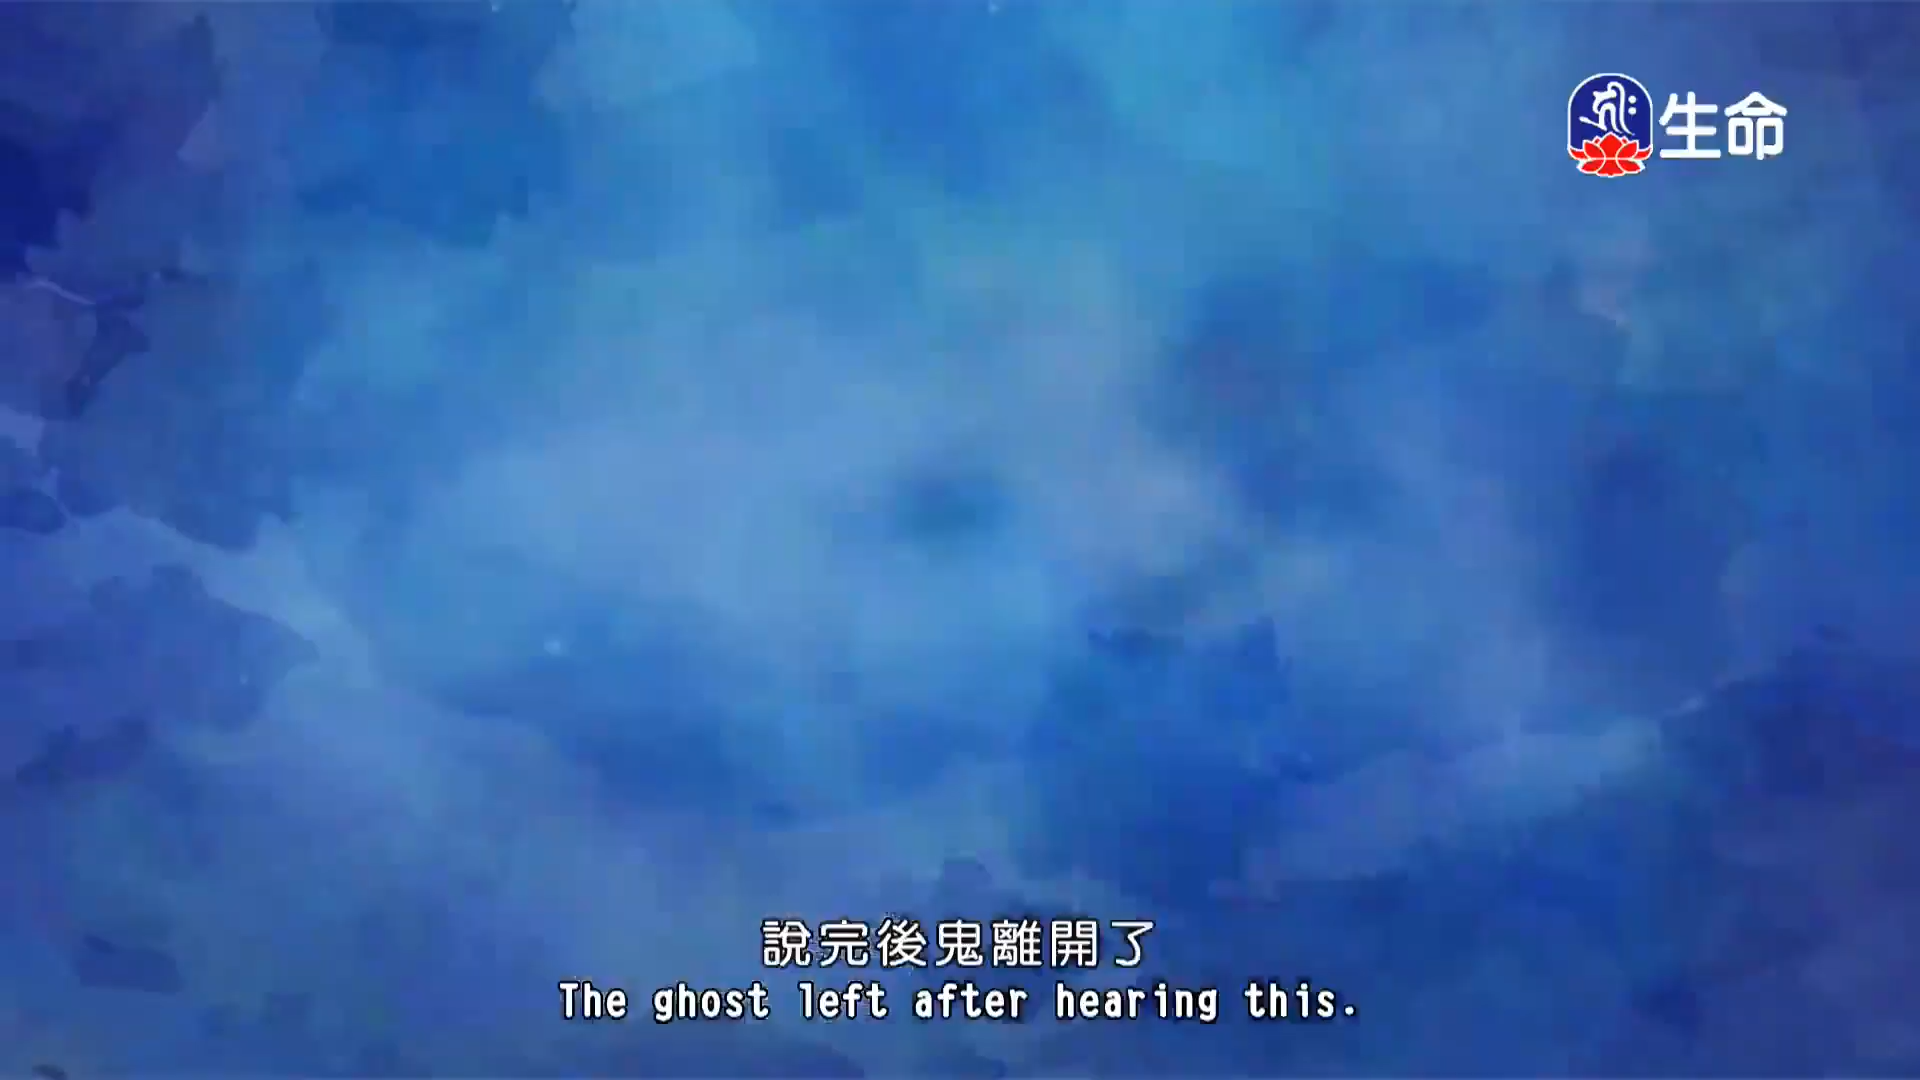 生命
說完後鬼離開了
The ghost left after hearing this.